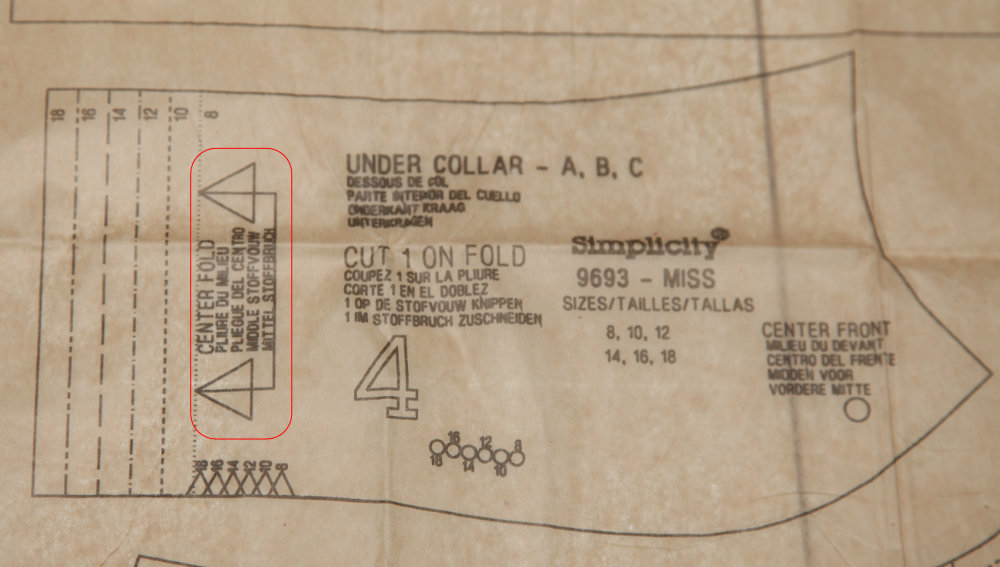 18
16
14
12
10
8
CENTER FOLD
PLIURE DU MILIEU
PLIEGUE DEL CENTRO
MIDDLE STOFFVOUW
MITTEL STOFFBRUCH
UNDER COLLAR - A, B, C
DESSOUS DE COL
PARTE INTERIOR DEL CUELLO
ONDERKANT KRAAG
UNTERKRAGEN
CUT 1 ON FOLD
COUPEZ 1 SUR LA PLIURE
CORTE 1 EN EL DOBLEZ
1 OP DE STOFVOUW KNIPPEN
1 IM STOFFBRUCH ZUSCHNEIDEN
4
Simplicity
9693 - MISS
SIZES/TAILLES/TALLAS
8, 10, 12
14, 16, 18
CENTER FRONT
MILIEU DU DEVANT
CENTRO DEL FRENTE
MIDDEN VOOR
VORDERE MITTE
18 16 14 12 10 8
18 16 14 12 10 8